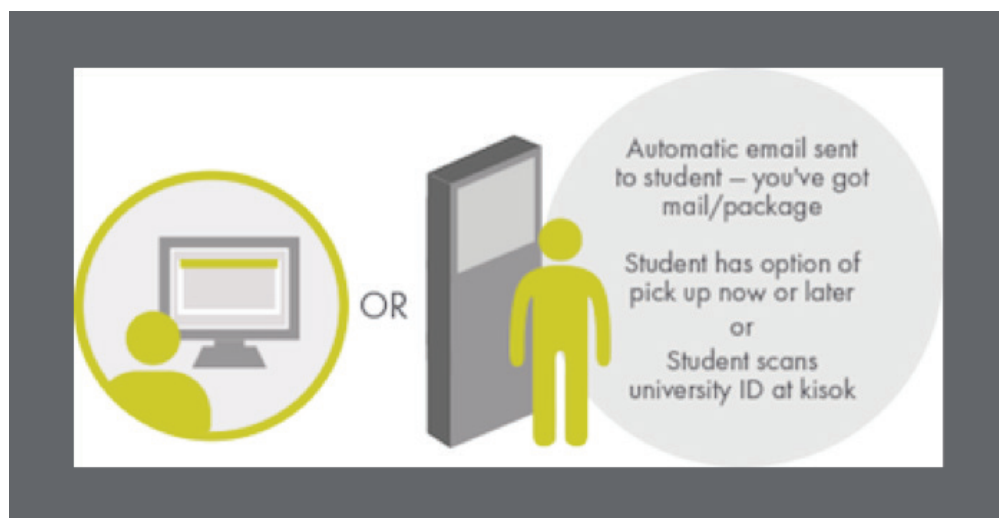 OR
Automatic email sent
to student – you've got
mail/package
Student has option of
pick up now or later
or
Student scans
university ID at kisok